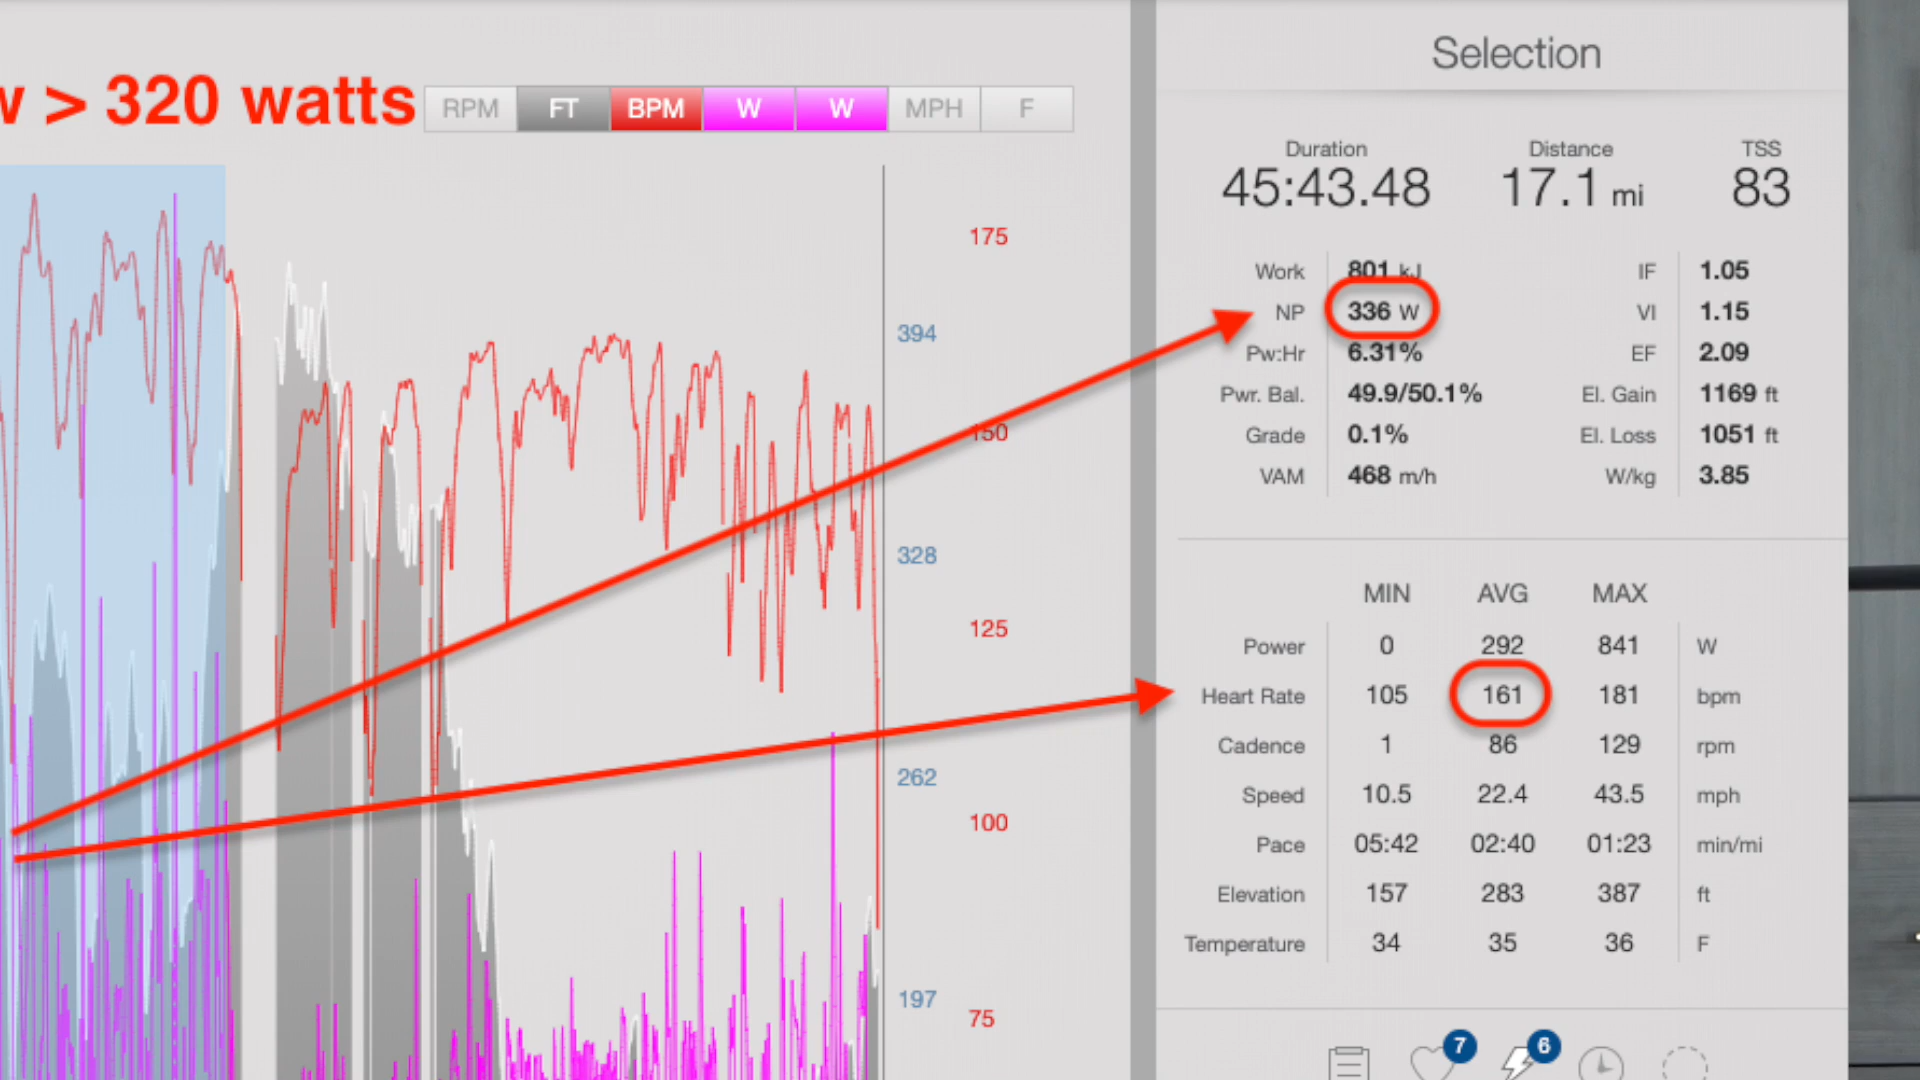 Selection
> 320 watts
RPM FT BPM W W MPH F
Duration Distance TSS
45:43.48 17.1 mi 83
Work 801 kJ IF 1.05
NP 336 W VI 1.15
Pw:Hr 6.31% EF 2.09
Pwr. Bal. 49.9/50.1% El. Gain 1169 ft
Grade 0.1% El. Loss 1051 ft
VAM 468 m/h W/kg 3.85
MIN AVG MAX
Power 0 292 841 W
Heart Rate 105 161 181 bpm
Cadence 1 86 129 rpm
Speed 10.5 22.4 43.5 mph
Pace 05:42 02:40 01:23 min/mi
Elevation 157 283 387 ft
Temperature 34 35 36 F
7 6
175
394
150
328
125
262
100
197
75